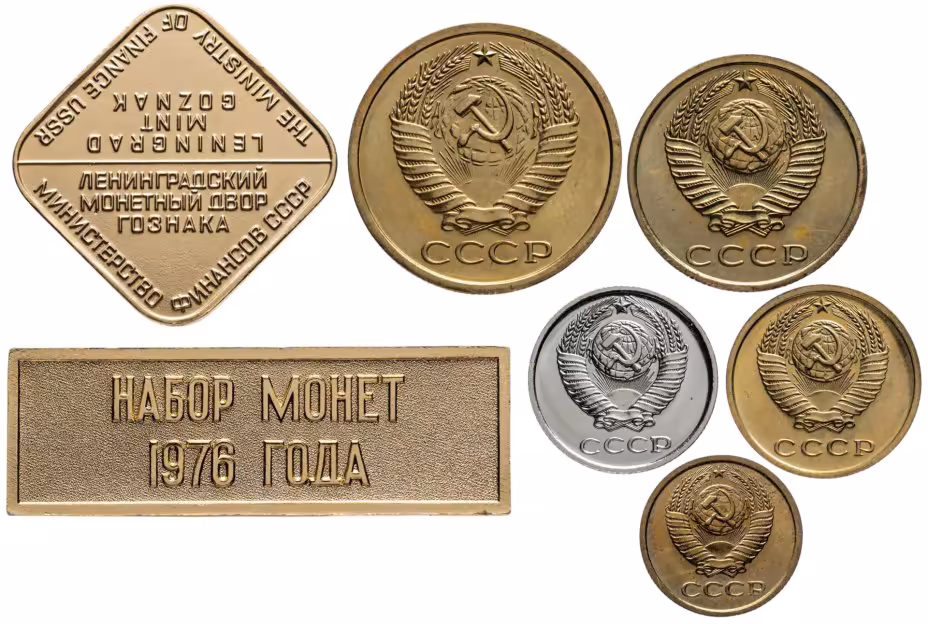 THE MINISTRY OF FINANCE USSR
LENINGRAD
MINT
GOZNAK
ЛЕНИНГРАДСКИЙ
МОНЕТНЫЙ ДВОР
ГОЗНАКА
МИНИСТЕРСТВО ФИНАНСОВ СССР
СССР
СССР
СССР
СССР
СССР
НАБОР МОНЕТ
1976 ГОДА